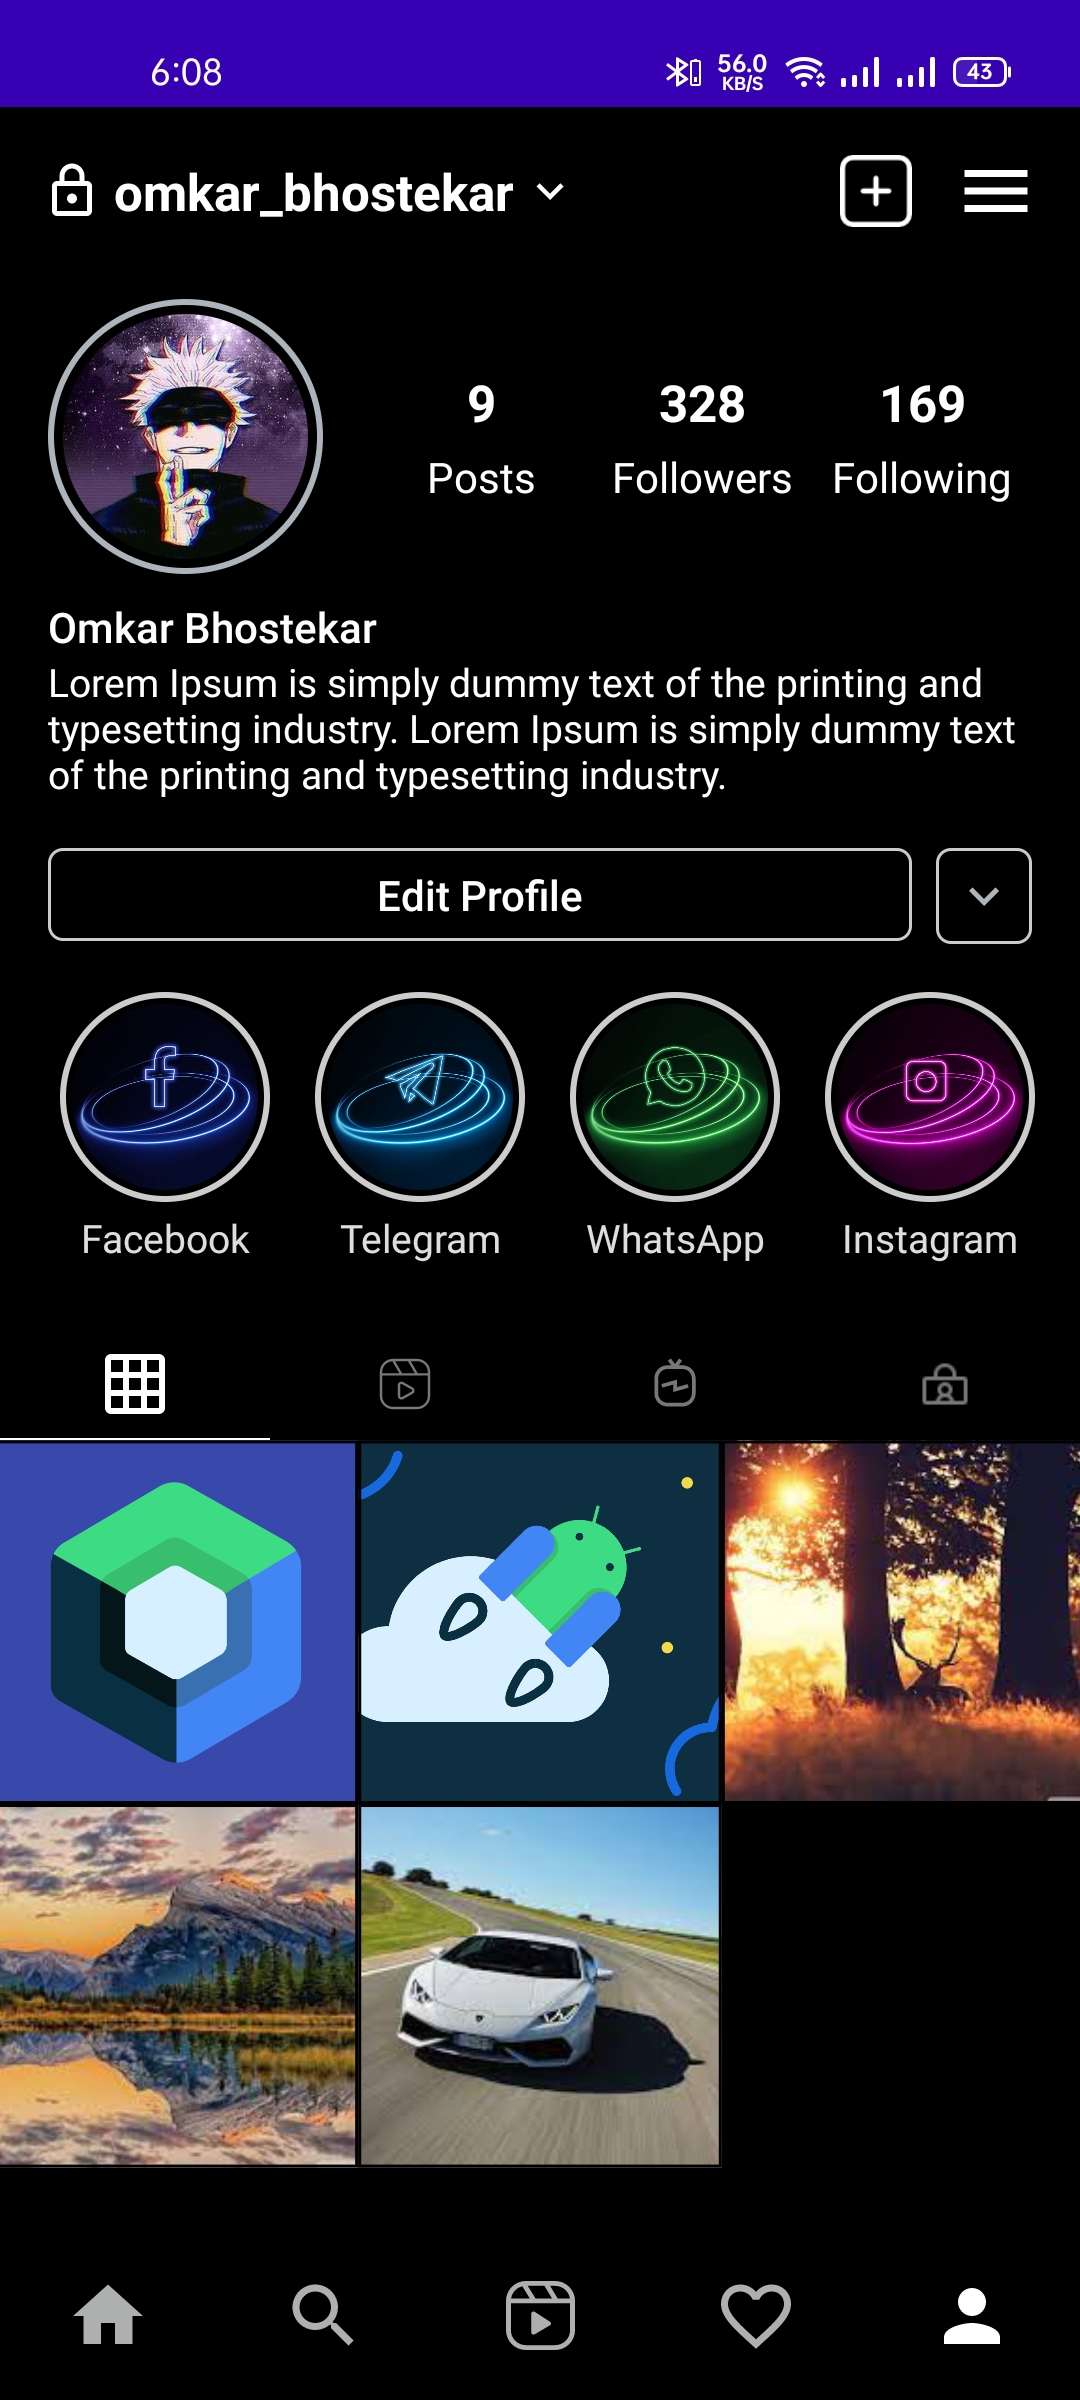 6:08
56.0
KB/S
43
omkar_bhostekar
9
328
169
Posts
Followers
Following
Omkar Bhostekar
Lorem Ipsum is simply dummy text of the printing and
typesetting industry. Lorem Ipsum is simply dummy text
of the printing and typesetting industry.
Edit Profile
Facebook
Telegram
WhatsApp
Instagram